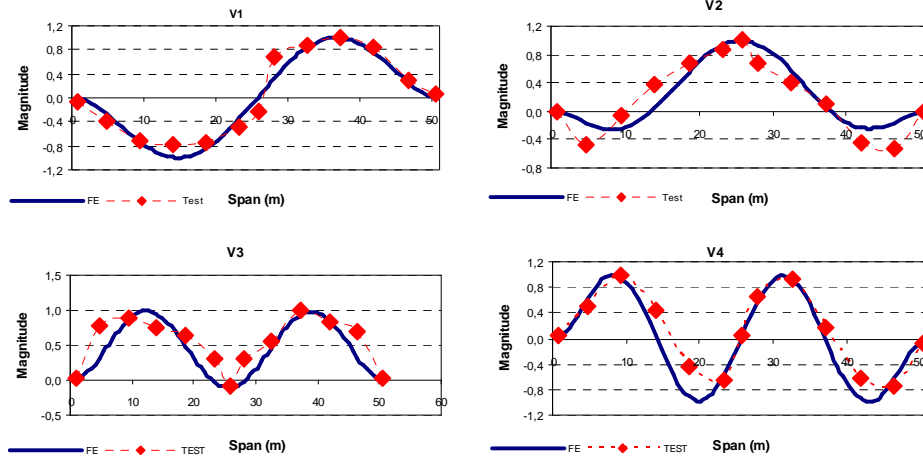 V1
1,2
0,8
0,4
0,0
-0,4
-0,8
-1,2
0 10 20 30 40 50
Magnitude
FE Test Span (m)
V2
1,2
0,8
0,4
0,0
-0,4
-0,8
0 10 20 30 40 50
Magnitude
FE Test Span (m)
V3
1,5
1,0
0,5
0,0
-0,5
0 10 20 30 40 50 60
Magnitude
FE TEST Span (m)
V4
1,2
0,8
0,4
0,0
-0,4
-0,8
-1,2
0 10 20 30 40 50
Magnitude
FE TEST Span (m)